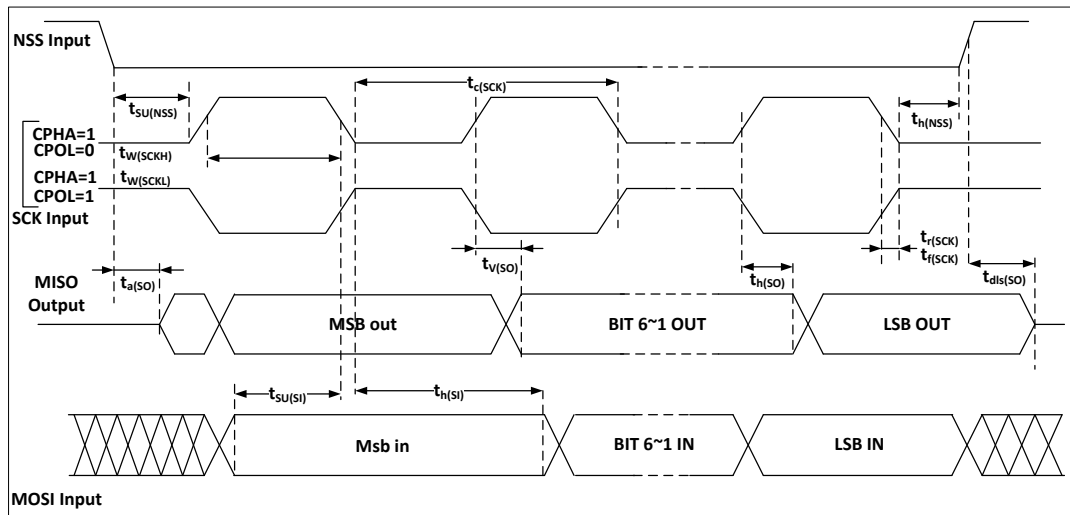 NSS Input
tc(SCK)
tSU(NSS)
th(NSS)
CPHA=1
CPOL=0
tW(SCKH)
CPHA=1
tW(SCKL)
CPOL=1
SCK Input
tV(SO)
tr(SCK)
tf(SCK)
ta(SO)
th(SO)
tdIs(SO)
MISO
Output
MSB out
BIT 6~1 OUT
LSB OUT
tSU(SI)
th(SI)
Msb in
BIT 6~1 IN
LSB IN
MOSI Input